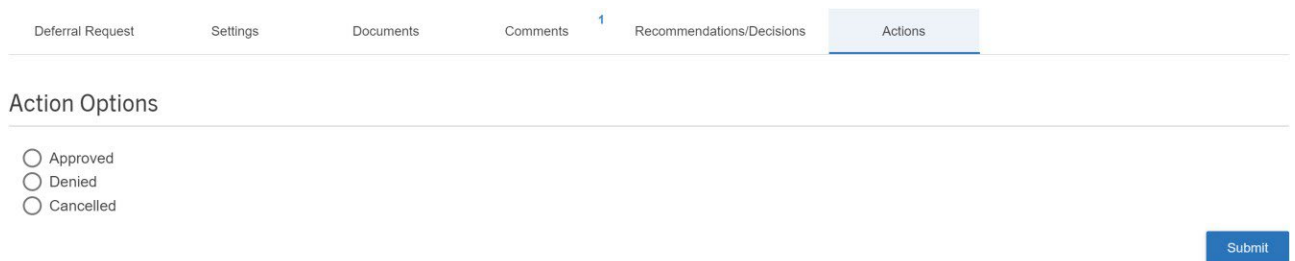 Deferral Request Settings Documents Comments 1 Recommendations/Decisions Actions
Action Options
Approved
Denied
Cancelled
Submit